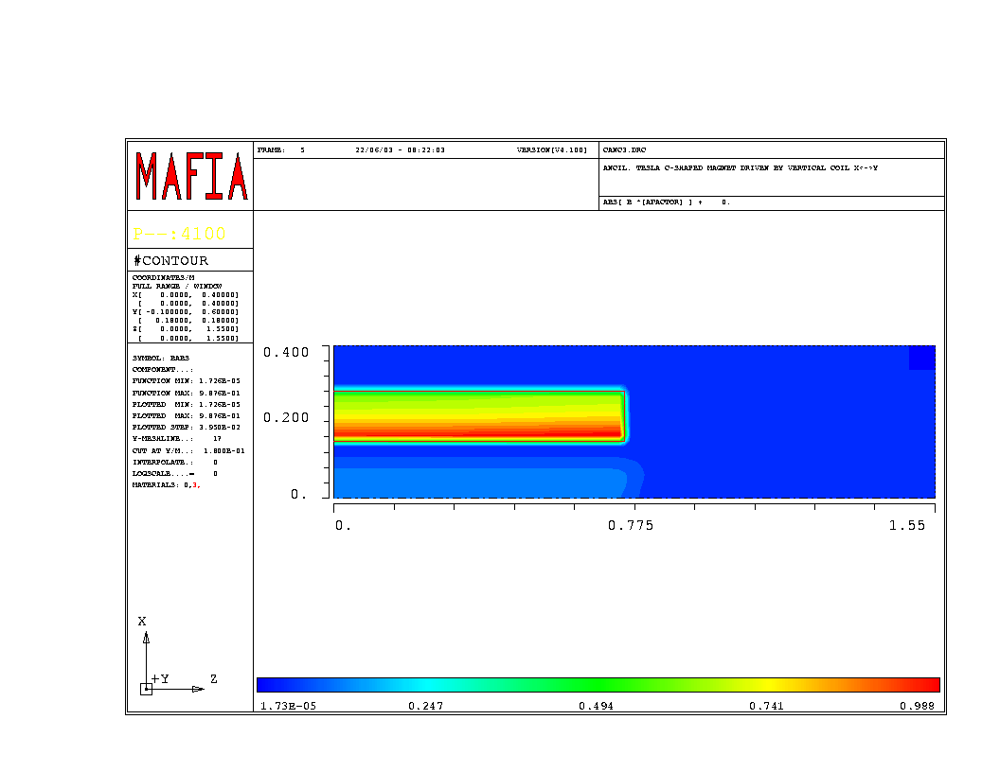 MAFIA
FRAME: 5 22/06/03 - 08:22:03 VERSION[V4.100] CANC3.DRC
ANCIL. TESLA C-SHAPED MAGNET DRIVEN BY VERTICAL COIL X<->Y
ABS[ B *[AFACTOR] ] + 0.
P--:4100
#CONTOUR
COORDINATES/M
FULL RANGE / WINDOW
X[ 0.0000, 0.40000]
[ 0.0000, 0.40000]
Y[ -0.100000, 0.60000]
[ 0.18000, 0.18000]
Z[ 0.0000, 1.5500]
[ 0.0000, 1.5500]
SYMBOL: BABS
COMPONENT...:
FUNCTION MIN: 1.726E-05
FUNCTION MAX: 9.876E-01
PLOTTED MIN: 1.726E-05
PLOTTED MAX: 9.876E-01
PLOTTED STEP: 3.950E-02
Y-MESHLINE..: 17
CUT AT Y/M..: 1.800E-01
INTERPOLATE.: 0
LOGSCALE....= 0
MATERIALS: 0,3,
0.400
0.200
0.
0. 0.775 1.55
X
+Y Z
1.73E-05 0.247 0.494 0.741 0.988